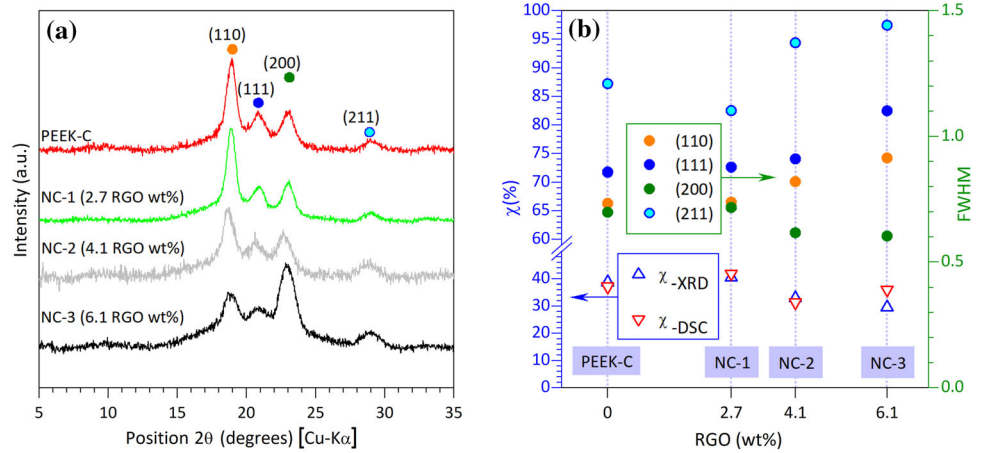 (a)
(110)
(111)
(200)
(211)
PEEK-C
NC-1 (2.7 RGO wt%)
NC-2 (4.1 RGO wt%)
NC-3 (6.1 RGO wt%)
Intensity (a.u.)
5 10 15 20 25 30 35
Position 2θ (degrees) [Cu-Kα]
(b)
χ(%)
100
95
90
85
80
75
70
65
60
40
30
20
10
0
(110)
(111)
(200)
(211)
χ -XRD
χ -DSC
PEEK-C NC-1 NC-2 NC-3
0 2.7 4.1 6.1
RGO (wt%)
1.5
1.0
0.5
0.0
FWHM